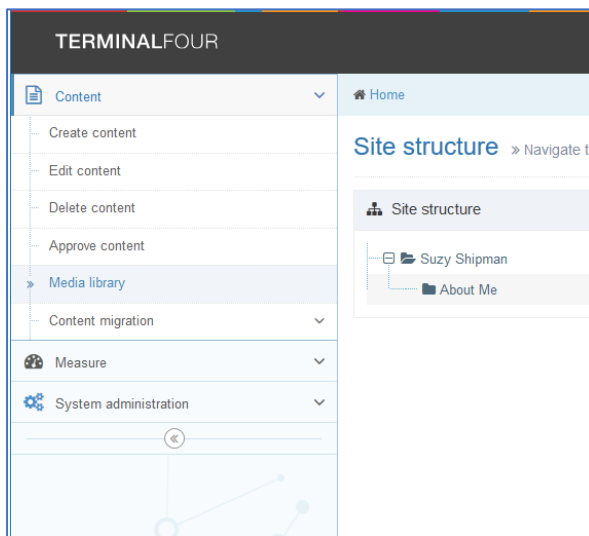 TERMINALFOUR
Content
Create content
Edit content
Delete content
Approve content
Media library
Content migration
Measure
System administration
Home
Site structure » Navigate t
Site structure
Suzy Shipman
About Me